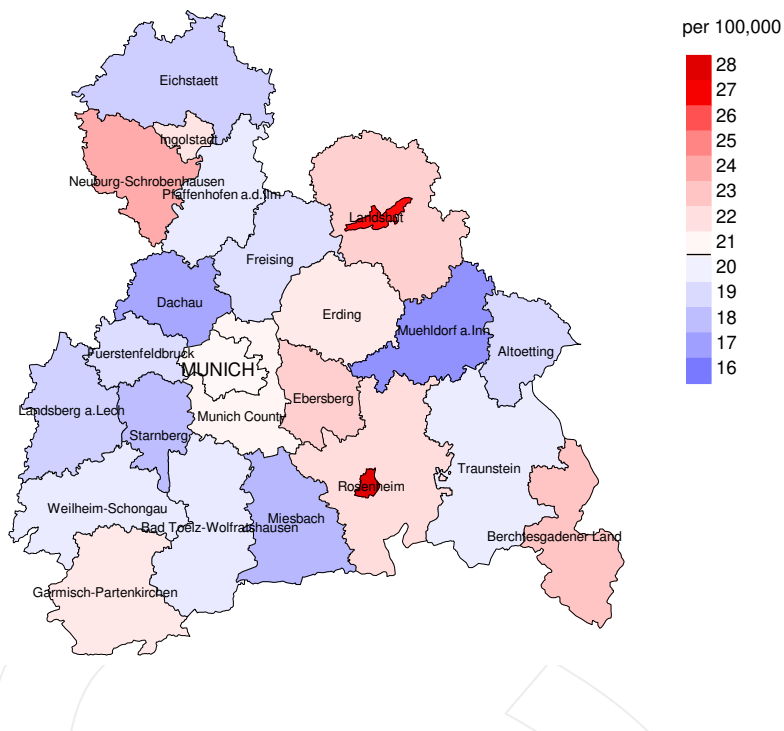 per 100,000
28
27
26
25
24
23
22
21
20
19
18
17
16
Eichstaett
Ingolstadt
Neuburg-Schrobenhausen
Pfaffenhofen a.d.Ilm
Landshut
Freising
Dachau
Erding
Muehldorf a.Inn
Altoetting
Fuerstenfeldbruck
MUNICH
Ebersberg
Landsberg a.Lech
Munich County
Starnberg
Traunstein
Rosenheim
Weilheim-Schongau
Miesbach
Bad Toelz-Wolfratshausen
Berchtesgadener Land
Garmisch-Partenkirchen